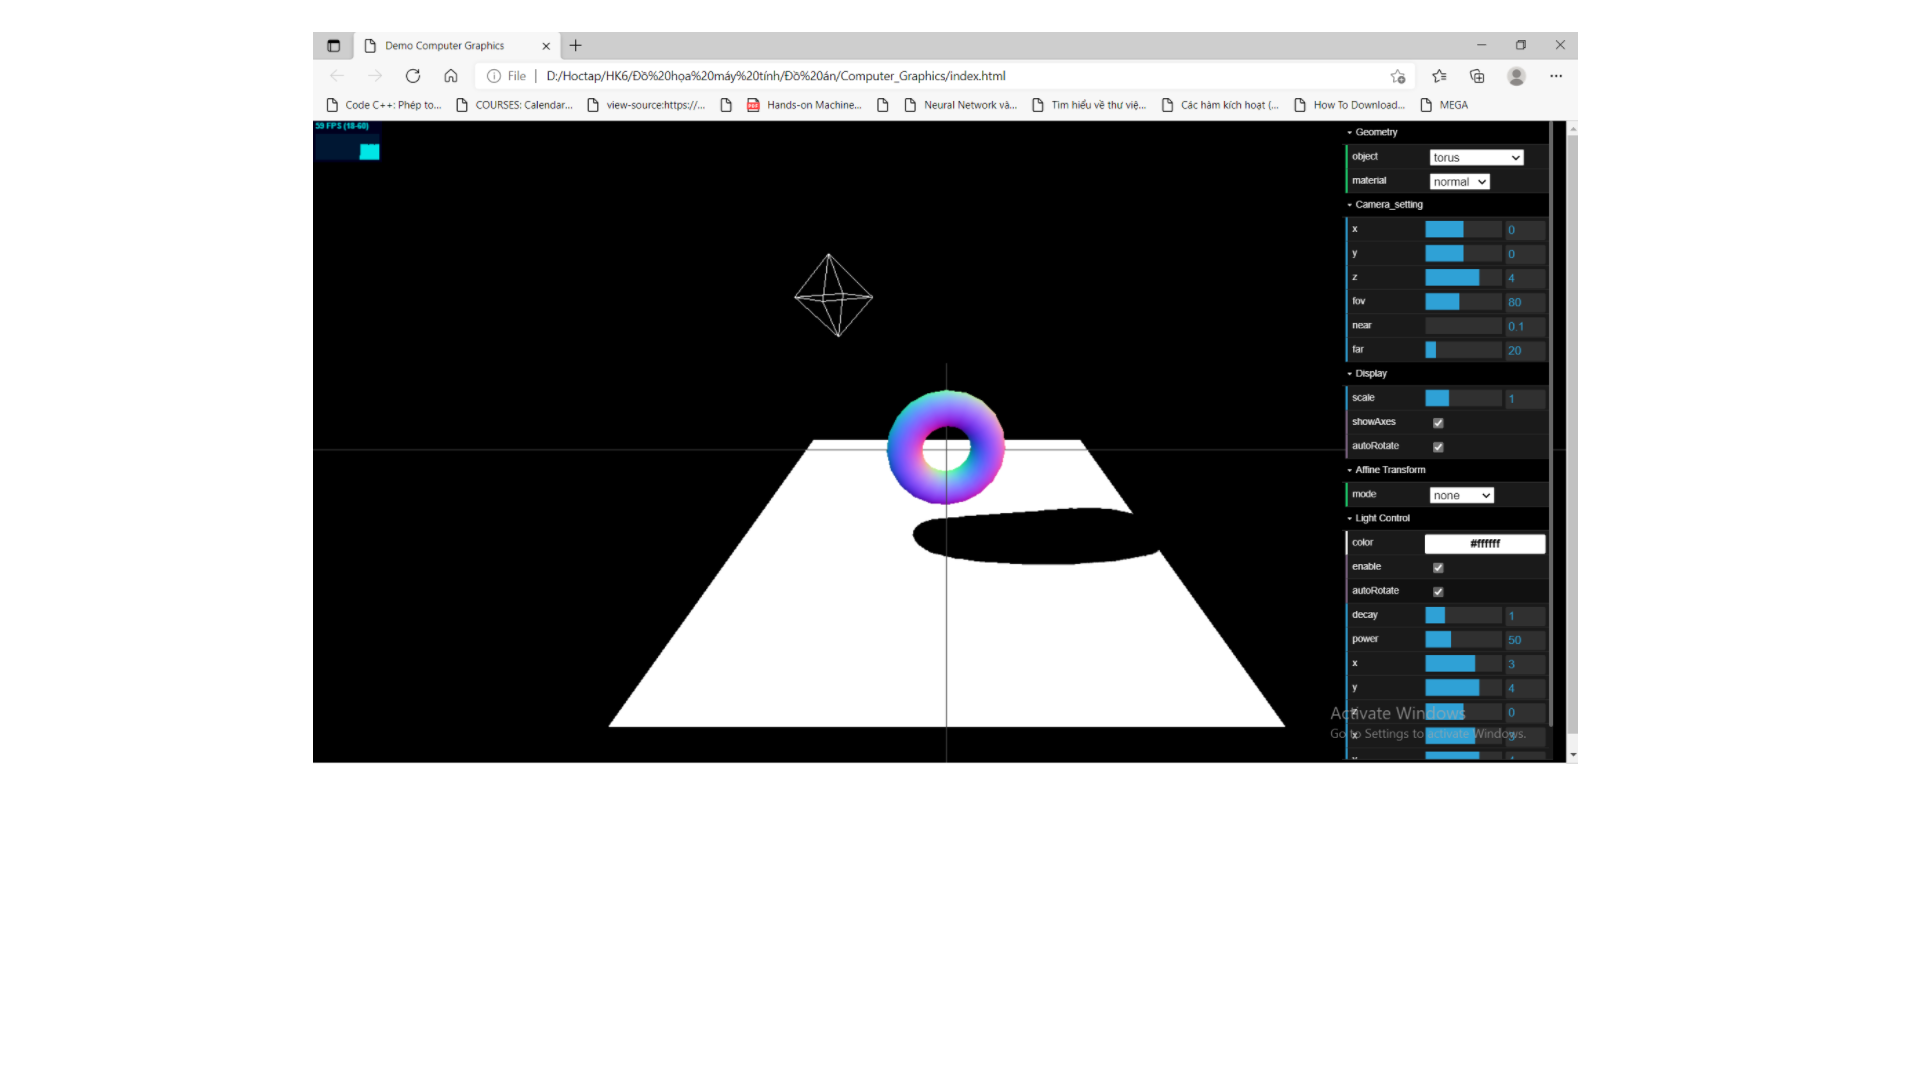 Demo Computer Graphics
File D:/Hoctap/HK6/Đồ%20họa%20máy%20tính/Đồ%20án/Computer_Graphics/index.html
Code C++: Phép to... COURSES: Calendar... view-source:https://... Hands-on Machine... Neural Network và... Tìm hiểu về thư việ... Các hàm kích hoạt (... How To Download... MEGA
59 FPS (18-60)
Geometry
object torus
material normal
Camera_setting
x 0
y 0
z 4
fov 80
near 0.1
far 20
Display
scale 1
showAxes
autoRotate
Affine Transform
mode none
Light Control
color #ffffff
enable
autoRotate
decay 1
power 50
x 3
y 4
z 0
Activate Windows
x 3
Go to Settings to activate Windows.